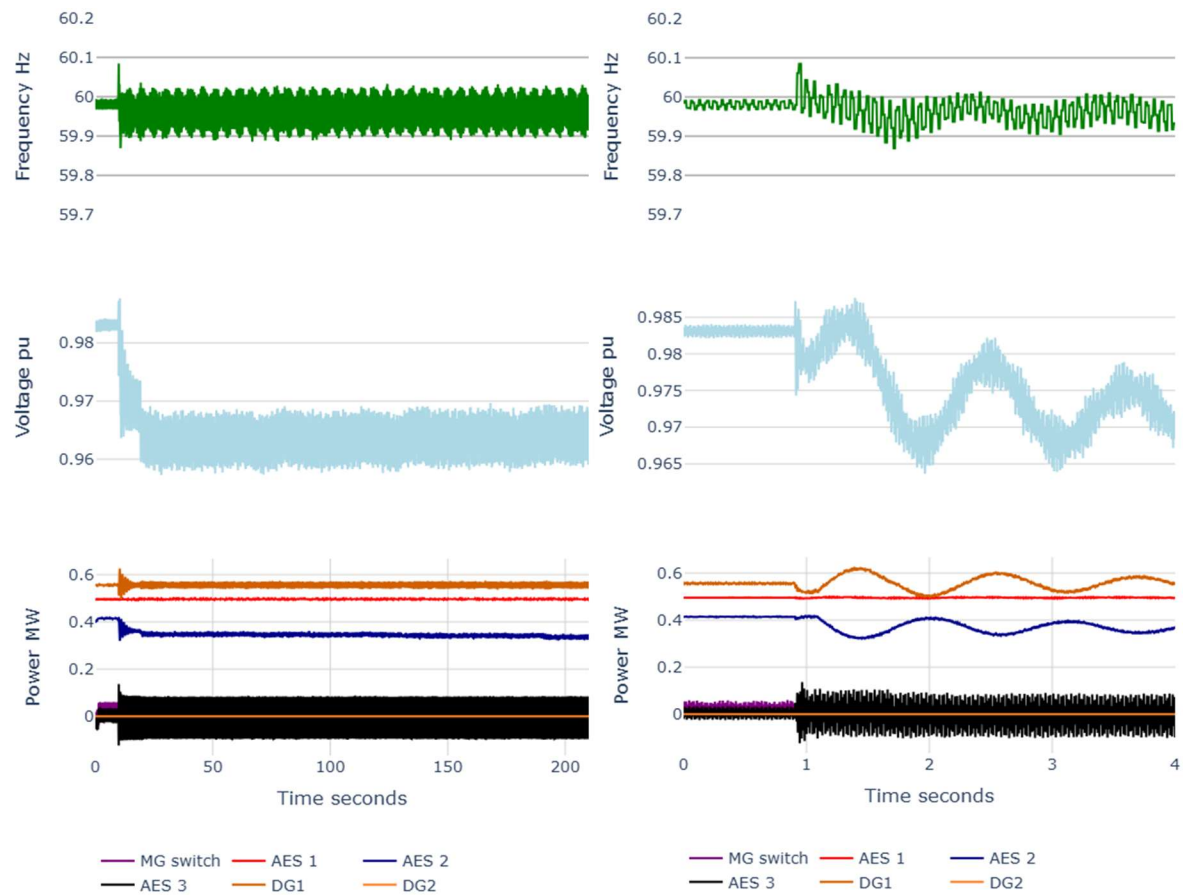 60.2
60.1
60
59.9
59.8
59.7
Frequency Hz
0.98
0.97
0.96
Voltage pu
0.6
0.4
0.2
0
Power MW
0 50 100 150 200
Time seconds
MG switch AES 1 AES 2
AES 3 DG1 DG2
60.2
60.1
60
59.9
59.8
59.7
Frequency Hz
0.985
0.98
0.975
0.97
0.965
Voltage pu
0.6
0.4
0.2
0
Power MW
0 1 2 3 4
Time seconds
MG switch AES 1 AES 2
AES 3 DG1 DG2